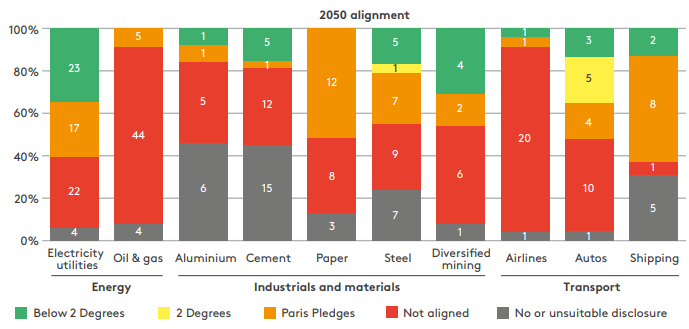 2050 alignment
100%
80%
60%
40%
20%
0%
23
17
22
4
5
44
4
1
1
5
6
5
1
12
15
12
8
3
5
1
7
9
7
4
2
6
1
1
1
20
1
3
5
4
10
1
2
8
1
5
Electricity utilities
Oil & gas
Aluminium
Cement
Paper
Steel
Diversified mining
Airlines
Autos
Shipping
Energy
Industrials and materials
Transport
Below 2 Degrees
2 Degrees
Paris Pledges
Not aligned
No or unsuitable disclosure